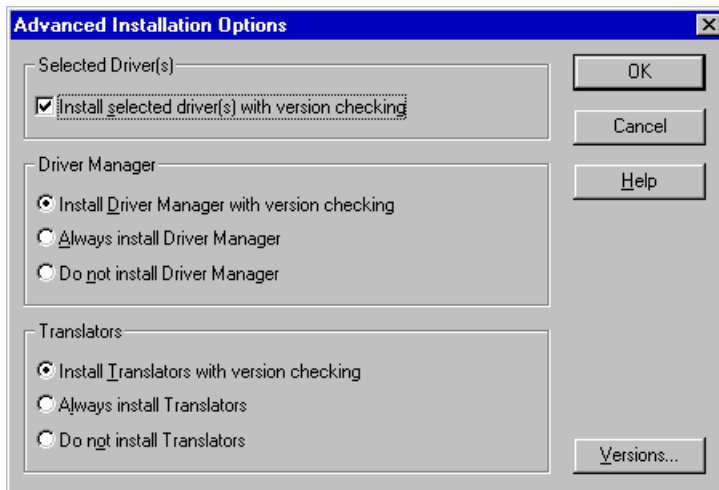 Advanced Installation Options
Selected Driver(s)
Install selected driver(s) with version checking
OK
Cancel
Help
Driver Manager
Install Driver Manager with version checking
Always install Driver Manager
Do not install Driver Manager
Translators
Install Translators with version checking
Always install Translators
Do not install Translators
Versions...